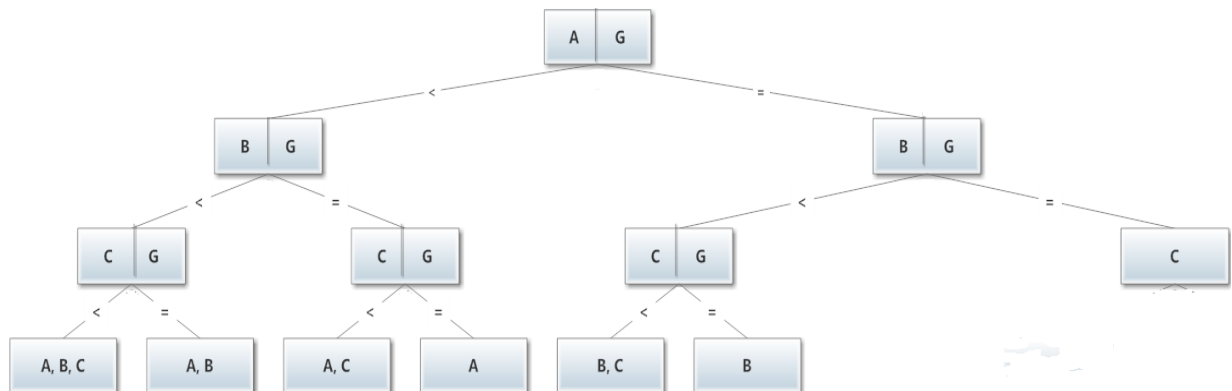 A G
< =
B G B G
< = < =
C G C G C G C
< = < = < =
A, B, C A, B A, C A B, C B